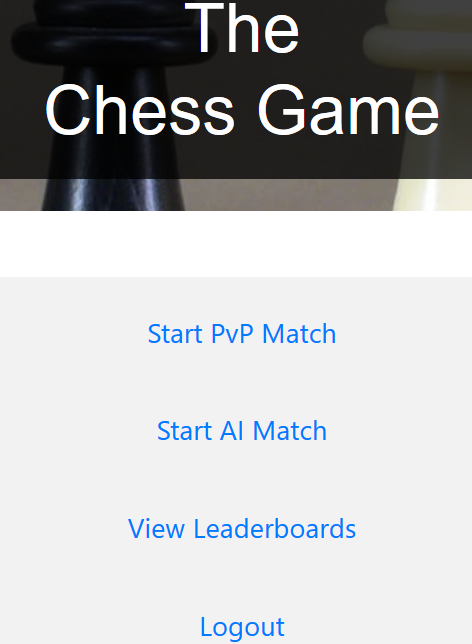 The
Chess Game
Start PvP Match
Start AI Match
View Leaderboards
Logout